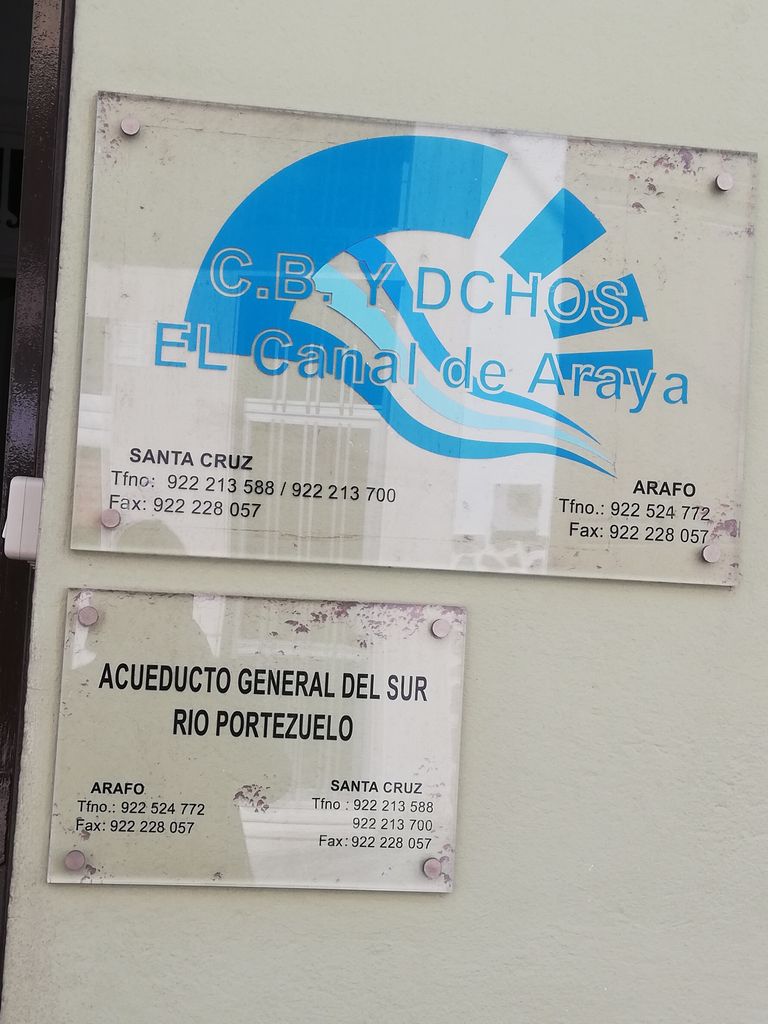 C.B. Y DCHOS.
EL Canal de Araya
SANTA CRUZ
Tfno: 922 213 588 / 922 213 700
Fax: 922 228 057
ARAFO
Tfno.: 922 524 772
Fax: 922 228 057
ACUEDUCTO GENERAL DEL SUR
RIO PORTEZUELO
ARAFO
Tfno.: 922 524 772
Fax: 922 228 057
SANTA CRUZ
Tfno : 922 213 588
922 213 700
Fax: 922 228 057